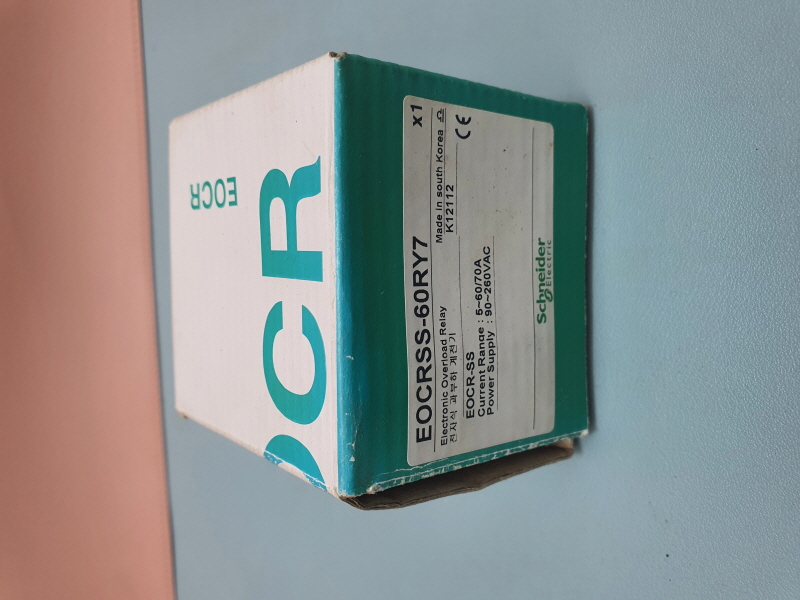 EOCR
OCR
EOCRSS-60RY7 x1
Electronic Overload Relay Made in south Korea
전자식 과부하 계전기 K12112
EOCR-SS
Current Range : 5~60/70A
Power Supply : 90~260VAC
CE
Schneider
Electric